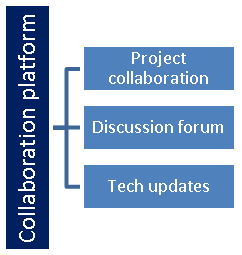 Collaboration platform
Project
collaboration
Discussion forum
Tech updates